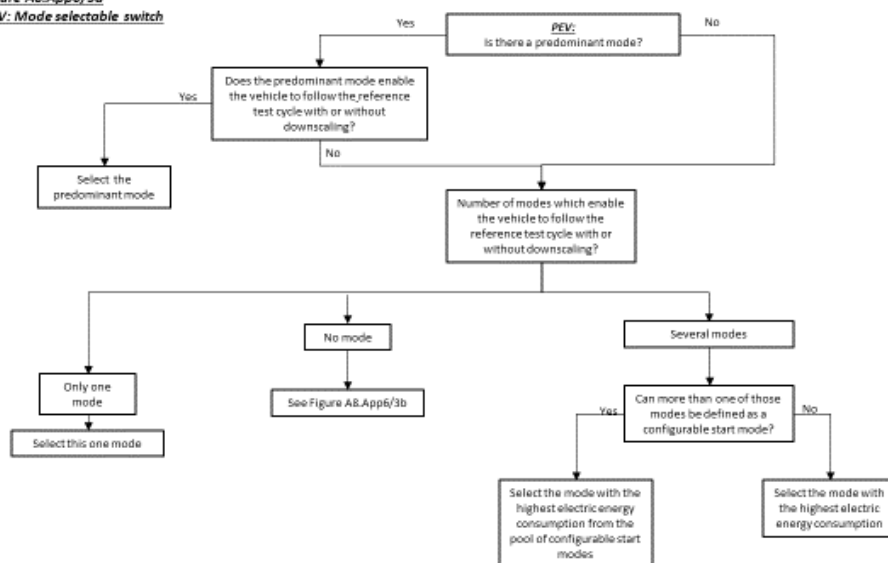 V: Mode selectable switch
PEV:
Is there a predominant mode?
Yes
No
Does the predominant mode enable
the vehicle to follow the reference
test cycle with or without
downscaling?
Yes
No
Select the
predominant mode
Number of modes which enable
the vehicle to follow the
reference test cycle with or
without downscaling?
Only one
mode
Select this one mode
No mode
See Figure A8.App6/3b
Several modes
Can more than one of those
modes be defined as a
configurable start mode?
Yes
No
Select the mode with the
highest electric energy
consumption from the
pool of configurable start
modes
Select the mode with
the highest electric
energy consumption